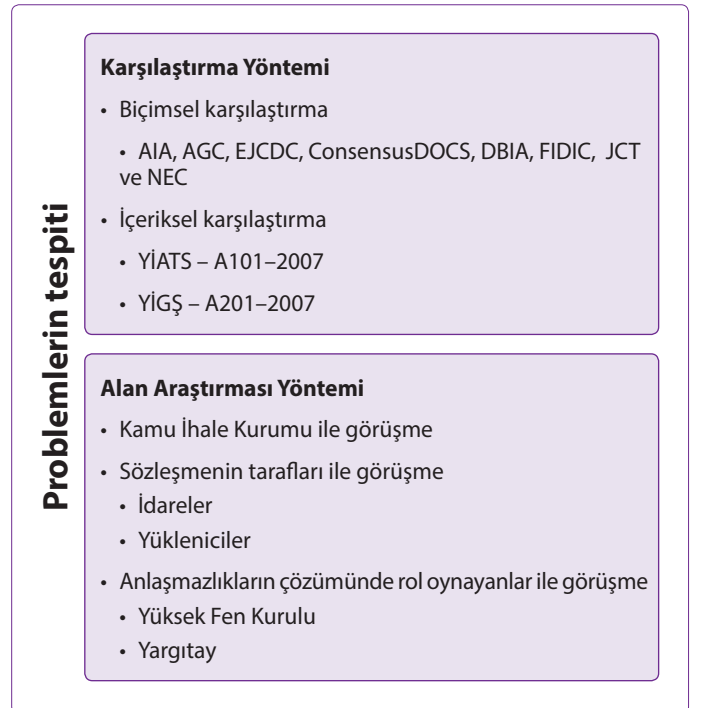 Problemlerin tespiti
Karşılaştırma Yöntemi
• Biçimsel karşılaştırma
• AIA, AGC, EJCDC, ConsensusDOCS, DBIA, FIDIC, JCT
ve NEC
• İçeriksel karşılaştırma
• YİATS – A101–2007
• YİGŞ – A201–2007
Alan Araştırması Yöntemi
• Kamu İhale Kurumu ile görüşme
• Sözleşmenin tarafları ile görüşme
• İdareler
• Yükleniciler
• Anlaşmazlıkların çözümünde rol oynayanlar ile görüşme
• Yüksek Fen Kurulu
• Yargıtay